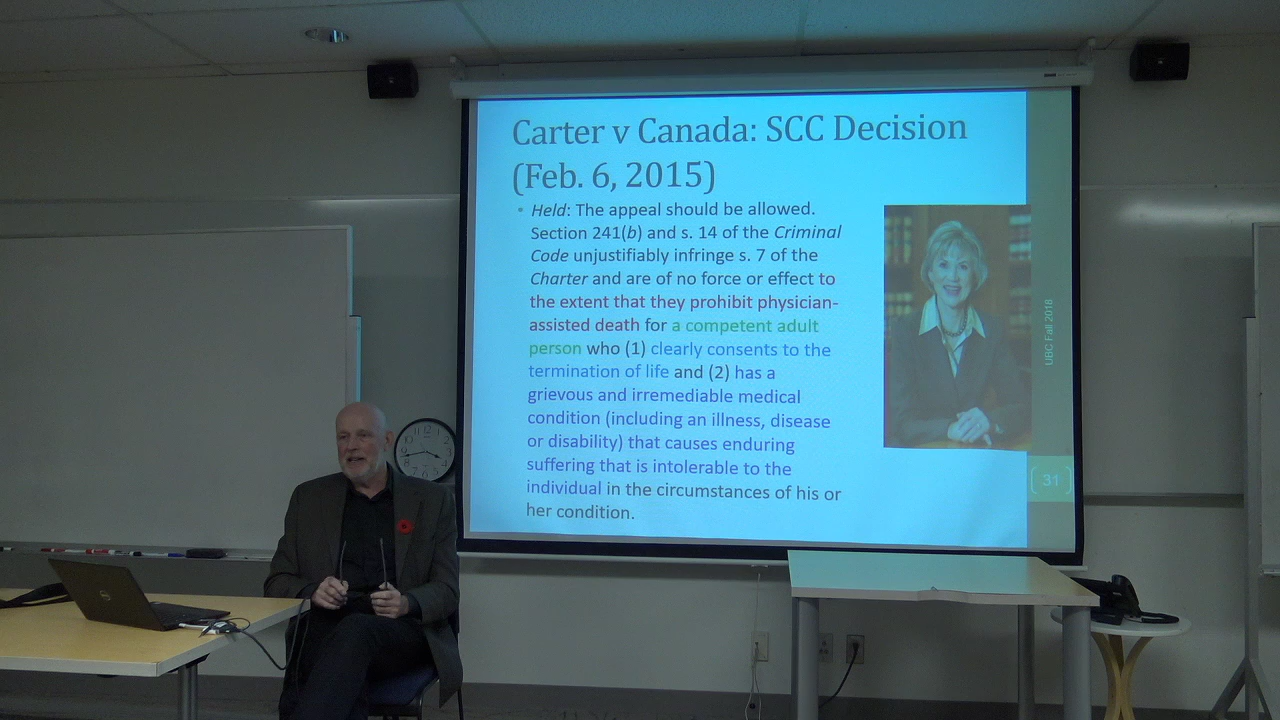 Carter v Canada: SCC Decision
(Feb. 6, 2015)
• Held: The appeal should be allowed.
Section 241(b) and s. 14 of the Criminal
Code unjustifiably infringe s. 7 of the
Charter and are of no force or effect to
the extent that they prohibit physician-
assisted death for a competent adult
person who (1) clearly consents to the
termination of life and (2) has a
grievous and irremediable medical
condition (including an illness, disease
or disability) that causes enduring
suffering that is intolerable to the
individual in the circumstances of his or
her condition.
UBC Fall 2018
31
DELL